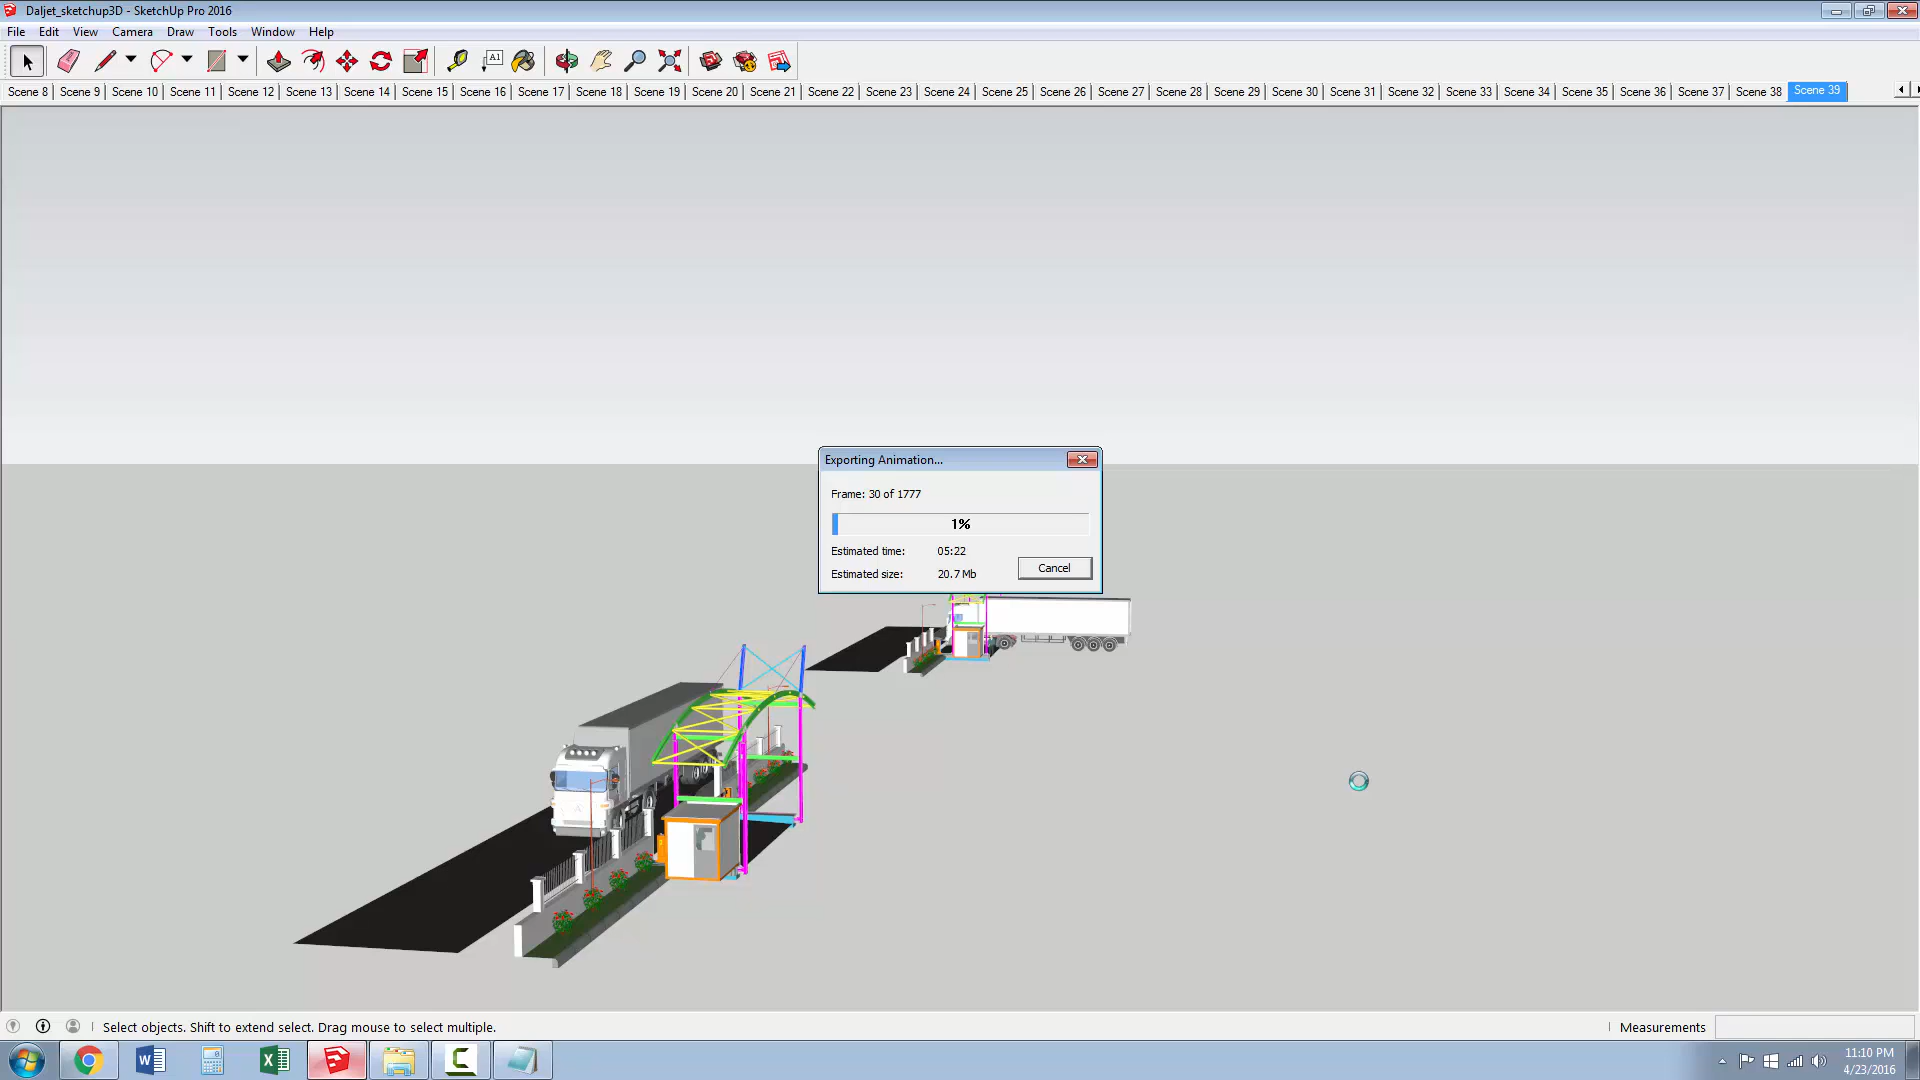 Daljet_sketchup3D - SketchUp Pro 2016
File Edit View Camera Draw Tools Window Help
A1
Scene 8 Scene 9 Scene 10 Scene 11 Scene 12 Scene 13 Scene 14 Scene 15 Scene 16 Scene 17 Scene 18 Scene 19 Scene 20 Scene 21 Scene 22 Scene 23 Scene 24 Scene 25 Scene 26 Scene 27 Scene 28 Scene 29 Scene 30 Scene 31 Scene 32 Scene 33 Scene 34 Scene 35 Scene 36 Scene 37 Scene 38 Scene 39
Exporting Animation...
Frame: 30 of 1777
1%
Estimated time: 05:22
Estimated size: 20.7 Mb
Cancel
Select objects. Shift to extend select. Drag mouse to select multiple.
Measurements
11:10 PM
4/23/2016